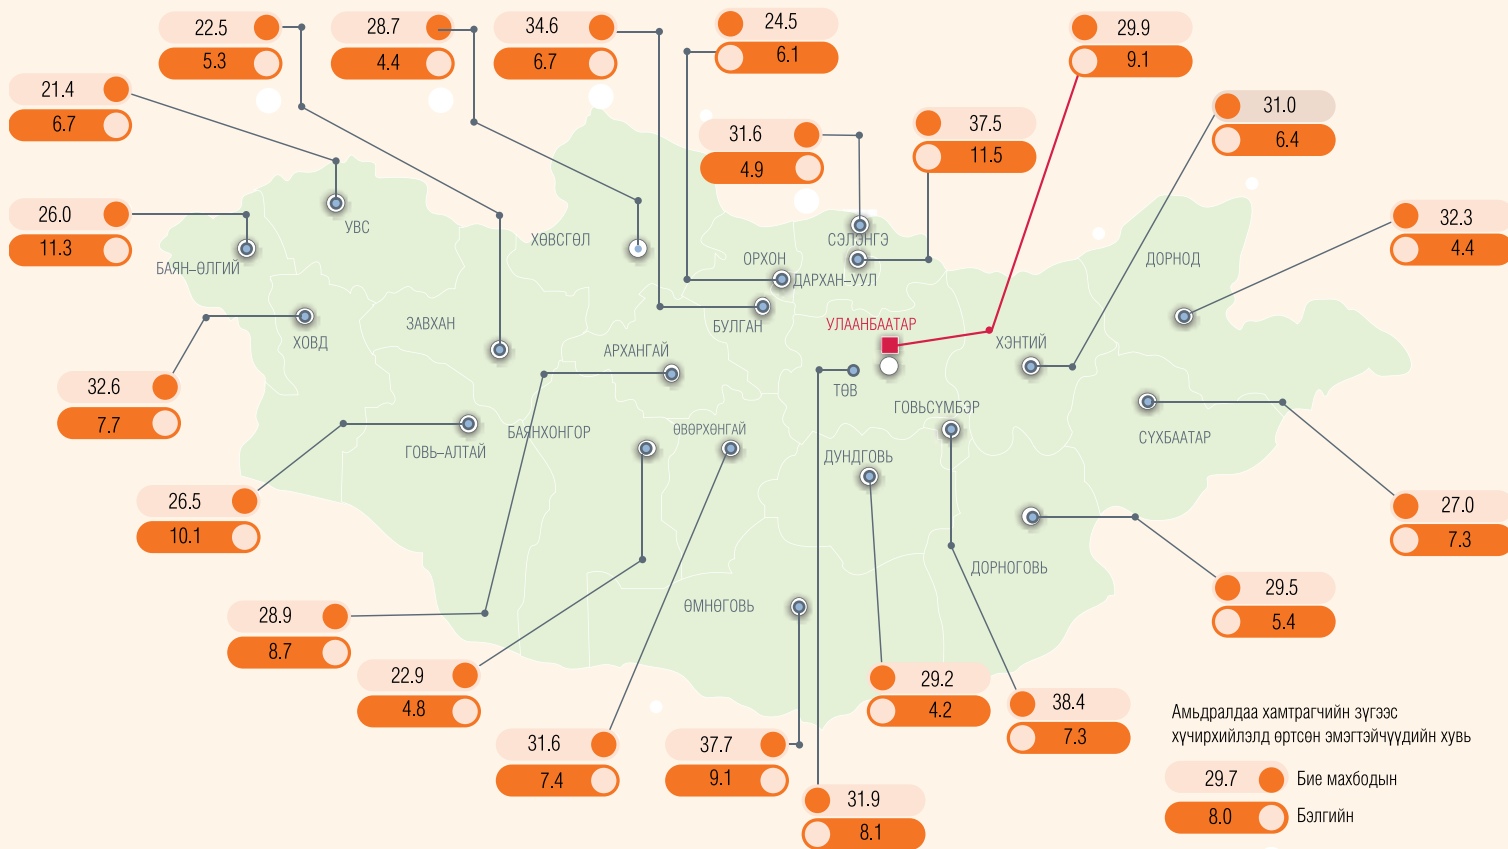 22.5
5.3
28.7
4.4
34.6
6.7
24.5
6.1
29.9
9.1
21.4
6.7
31.6
4.9
37.5
11.5
31.0
6.4
26.0
11.3
32.3
4.4
УВС
ХӨВСГӨЛ
СЭЛЭНГЭ
БАЯН–ӨЛГИЙ
ОРХОН
ДАРХАН–УУЛ
ДОРНОД
ХОВД
ЗАВХАН
БУЛГАН
УЛААНБААТАР
ХЭНТИЙ
АРХАНГАЙ
ТӨВ
32.6
7.7
ГОВЬ–АЛТАЙ
БАЯНХОНГОР
ӨВӨРХӨНГАЙ
ГОВЬСҮМБЭР
СҮХБААТАР
ДУНДГОВЬ
26.5
10.1
27.0
7.3
ДОРНОГОВЬ
ӨМНӨГОВЬ
29.5
5.4
28.9
8.7
22.9
4.8
29.2
4.2
38.4
7.3
31.6
7.4
37.7
9.1
31.9
8.1
Амьдралдаа хамтрагчийн зүгээс
хүчирхийлэлд өртсөн эмэгтэйчүүдийн хувь
29.7 Бие махбодын
8.0 Бэлгийн